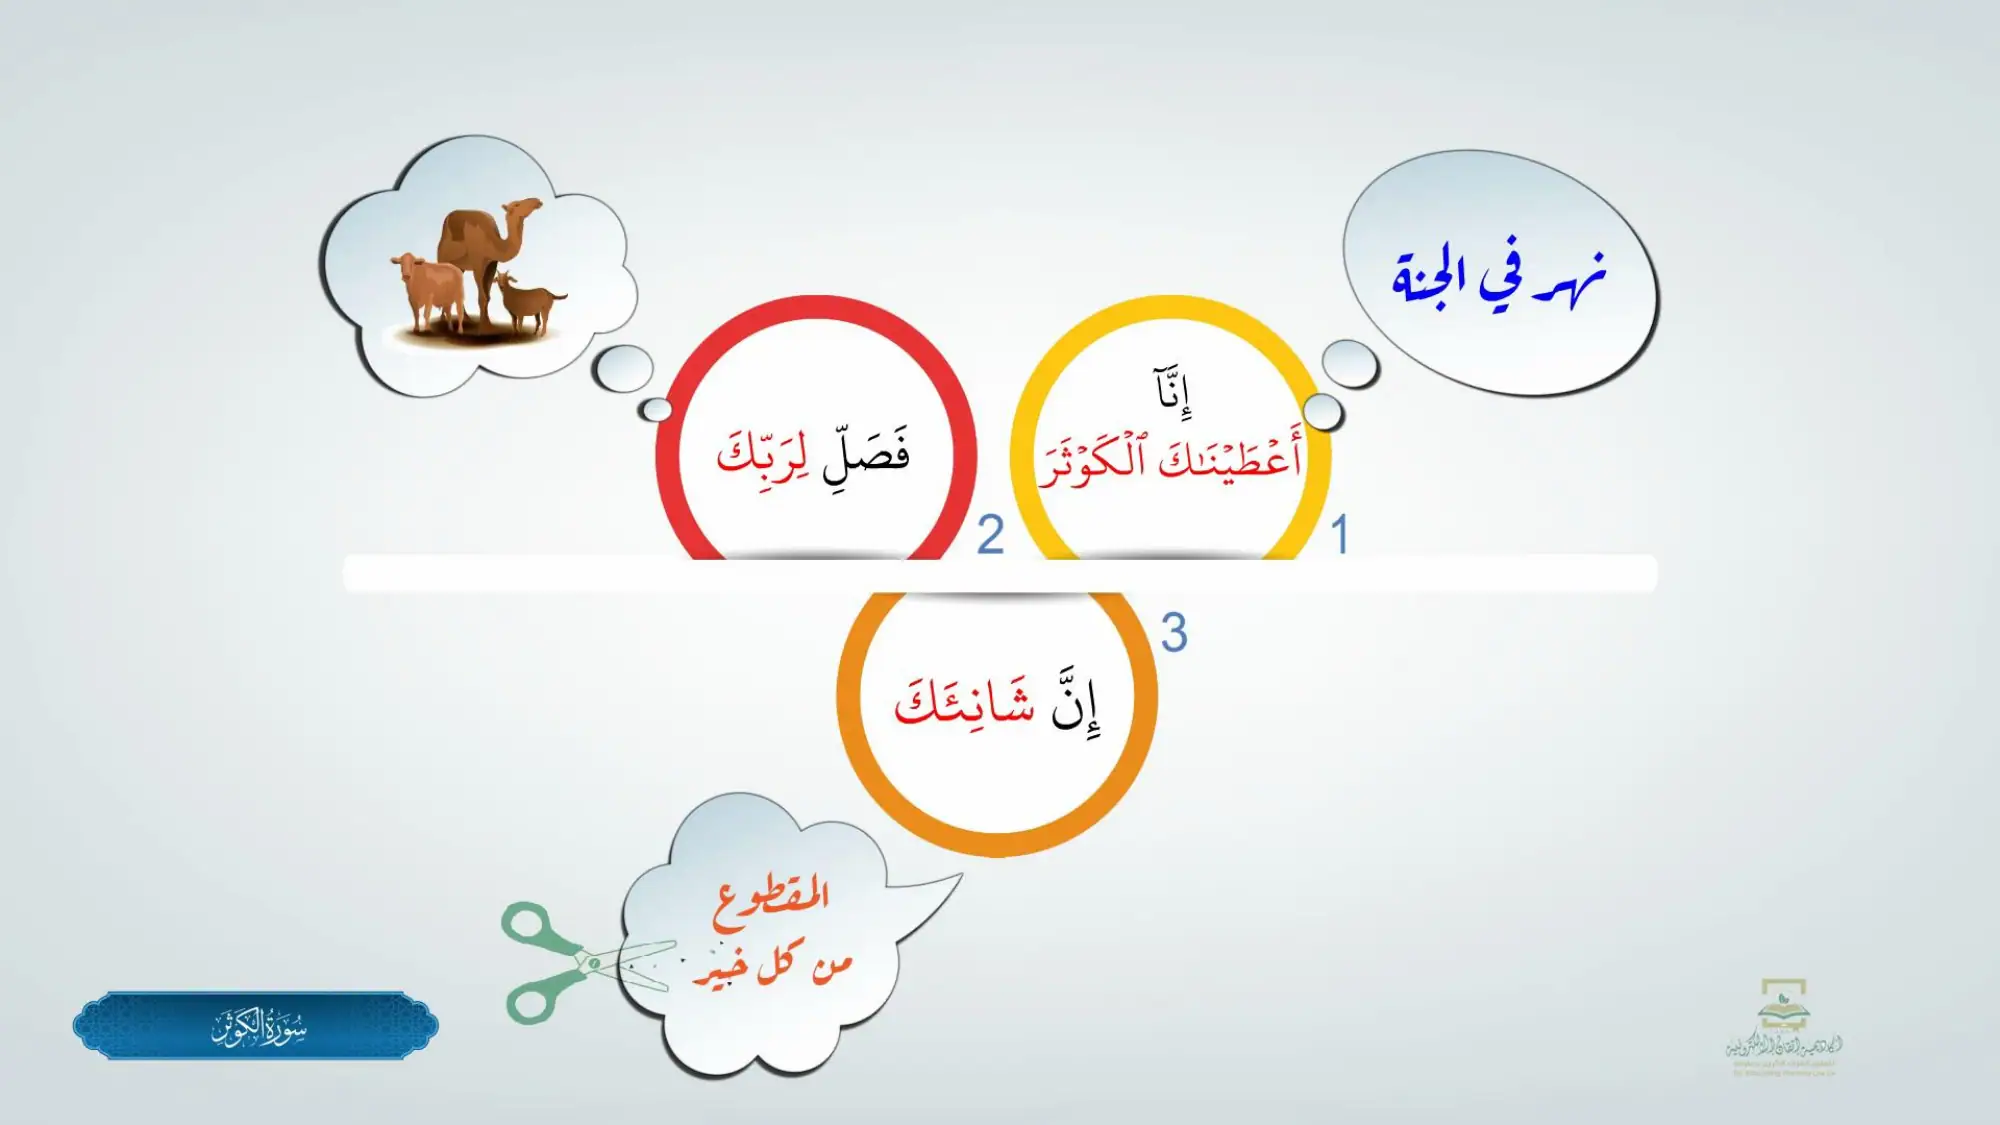 نهر في الجنة
إِنَّآ
أَعۡطَيۡنَٰكَ ٱلۡكَوۡثَرَ
1
فَصَلِّ لِرَبِّكَ
2
3
إِنَّ شَانِئَكَ
المقطوع
من كل خير
سُورَةُ الكَوْثَرِ